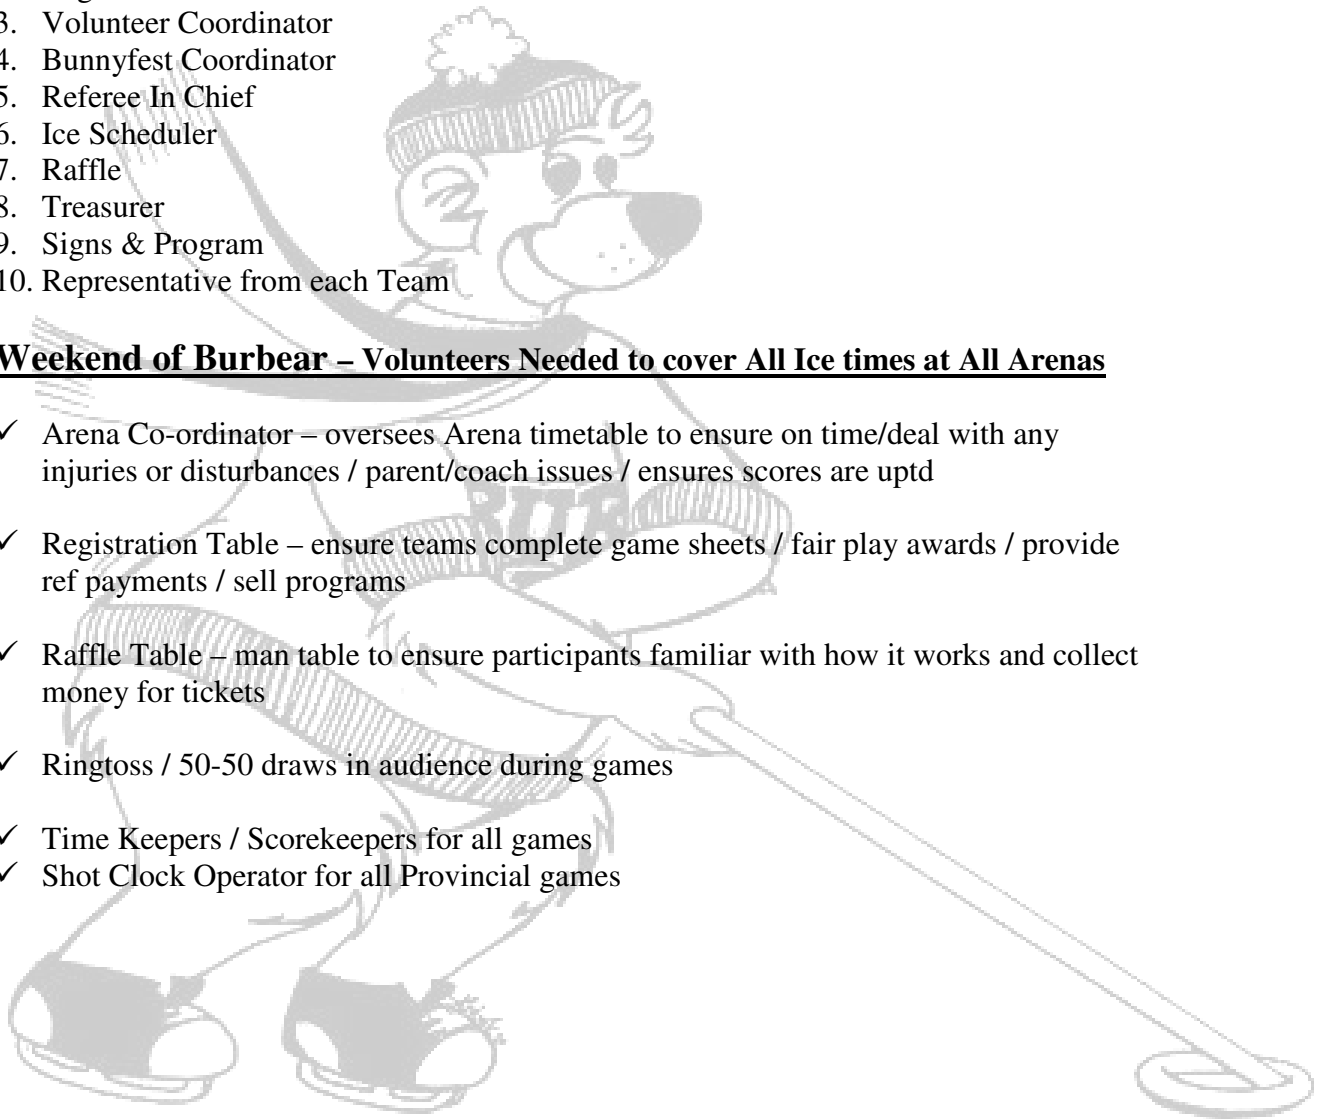 3. Volunteer Coordinator
4. Bunnyfest Coordinator
5. Referee In Chief
6. Ice Scheduler
7. Raffle
8. Treasurer
9. Signs & Program
10. Representative from each Team
Weekend of Burbear – Volunteers Needed to cover All Ice times at All Arenas
✓ Arena Co-ordinator – oversees Arena timetable to ensure on time/deal with any
injuries or disturbances / parent/coach issues / ensures scores are uptd
✓ Registration Table – ensure teams complete game sheets / fair play awards / provide
ref payments / sell programs
✓ Raffle Table – man table to ensure participants familiar with how it works and collect
money for tickets
✓ Ringtoss / 50-50 draws in audience during games
✓ Time Keepers / Scorekeepers for all games
✓ Shot Clock Operator for all Provincial games